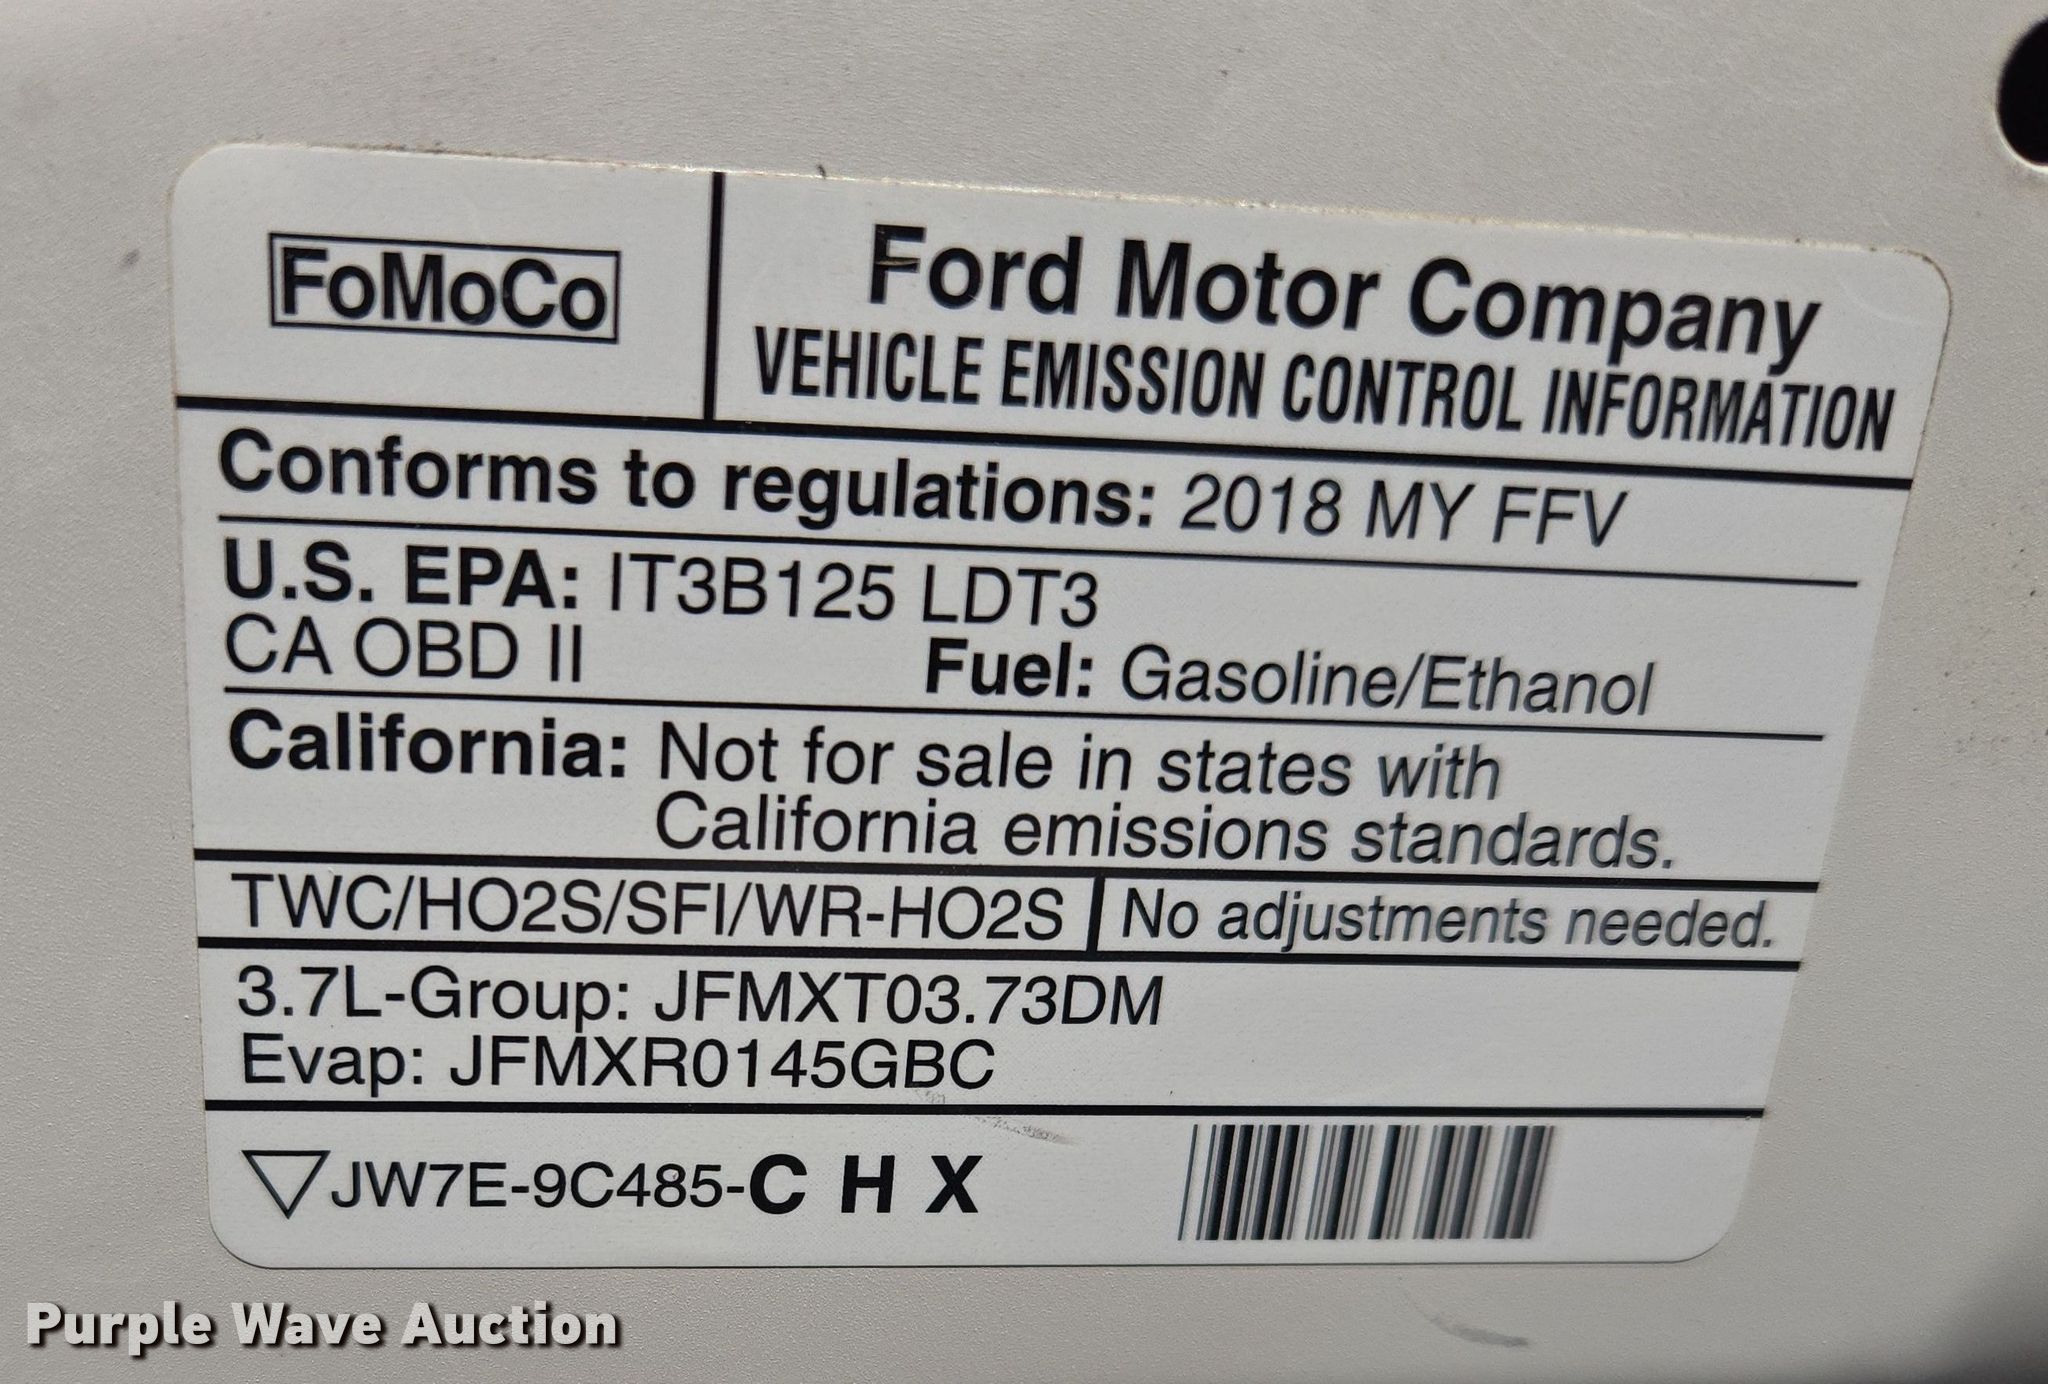 FoMoCo
Ford Motor Company
VEHICLE EMISSION CONTROL INFORMATION
Conforms to regulations: 2018 MY FFV
U.S. EPA: IT3B125 LDT3
CA OBD II Fuel: Gasoline/Ethanol
California: Not for sale in states with
California emissions standards.
TWC/HO2S/SFI/WR-HO2S No adjustments needed.
3.7L-Group: JFMXT03.73DM
Evap: JFMXR0145GBC
JW7E-9C485-C H X
Purple Wave Auction